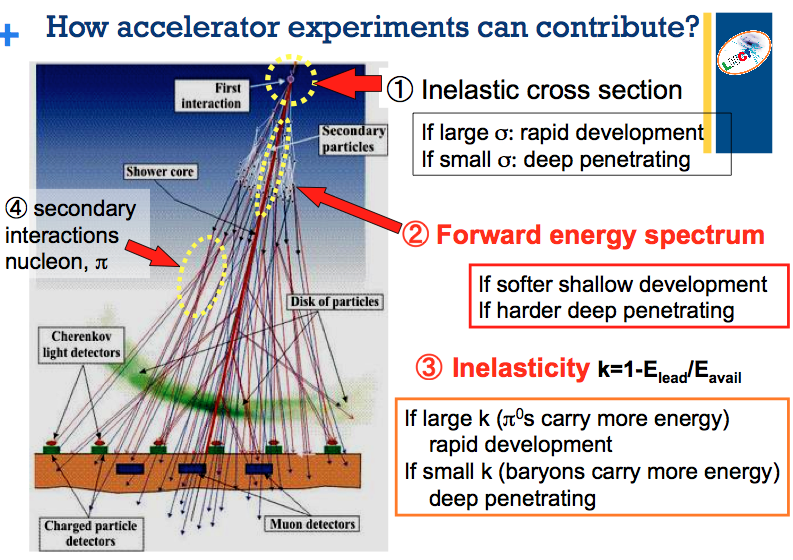 + How accelerator experiments can contribute?
LHCf
① Inelastic cross section
If large σ: rapid development
If small σ: deep penetrating
First
interaction
Secondary
particles
Shower core
④ secondary
interactions
nucleon, π
② Forward energy spectrum
If softer shallow development
If harder deep penetrating
Disk of particles
Cherenkov
light detectors
③ Inelasticity k=1-Elead/Eavail
If large k (π⁰s carry more energy)
rapid development
If small k (baryons carry more energy)
deep penetrating
Charged particle
detectors
Muon detectors